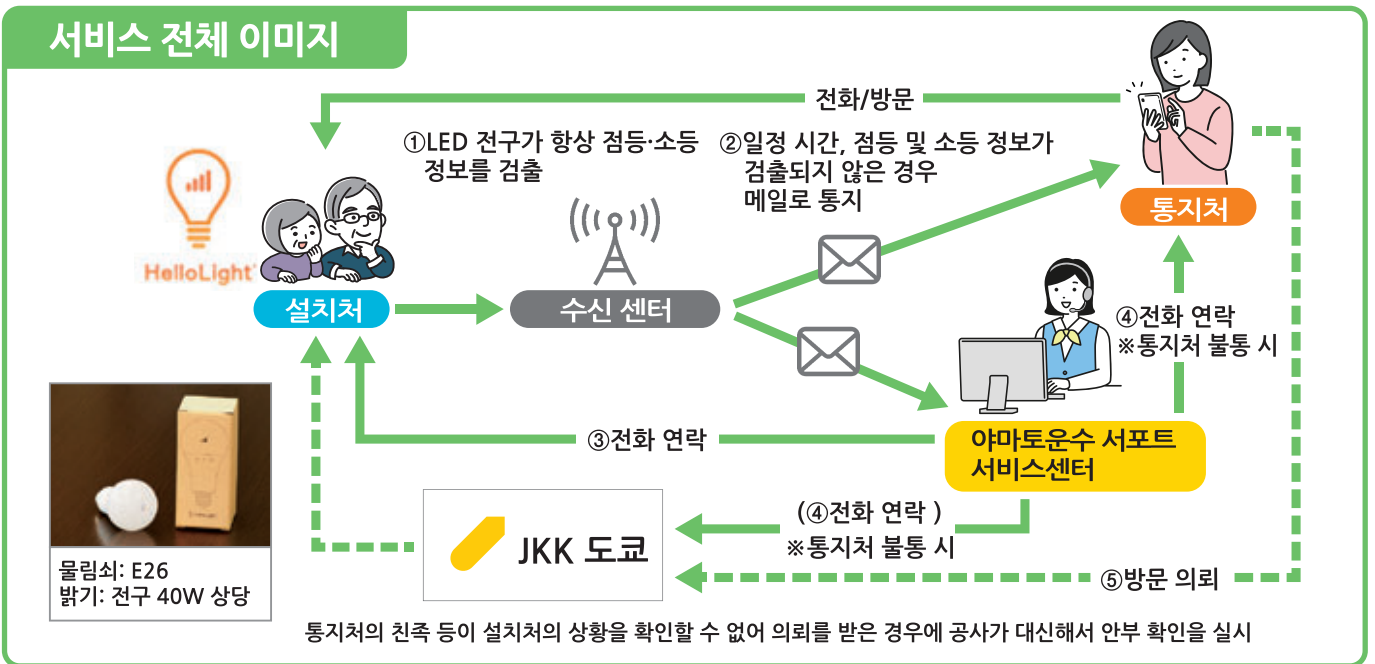 서비스 전체 이미지
전화/방문
①LED 전구가 항상 점등·소등
정보를 검출
②일정 시간, 점등 및 소등 정보가
검출되지 않은 경우
메일로 통지
HelloLight
통지처
설치처
수신 센터
④전화 연락
※통지처 불통 시
③전화 연락
야마토운수 서포트
서비스센터
(④전화 연락 )
※통지처 불통 시
JKK 도쿄
⑤방문 의뢰
물림쇠: E26
밝기: 전구 40W 상당
통지처의 친족 등이 설치처의 상황을 확인할 수 없어 의뢰를 받은 경우에 공사가 대신해서 안부 확인을 실시